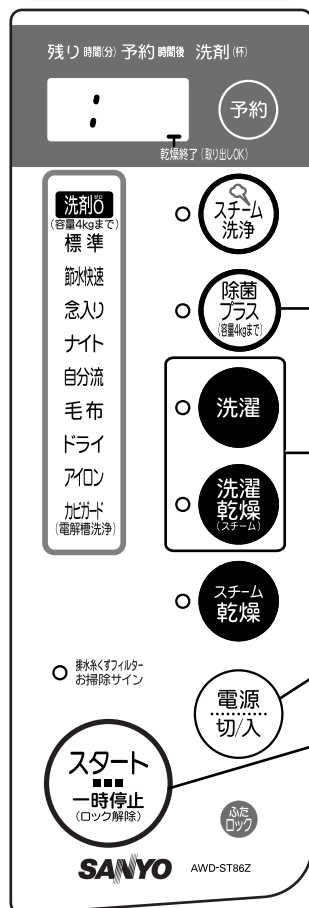 残り 時間(分) 予約 時間後 洗剤(杯)
:
予約
乾燥終了(取り出しOK)
洗剤0
(容量4kgまで)
標準
節水快速
念入り
ナイト
自分流
毛布
ドライ
アイロン
カビガード
(電解槽洗浄)
スチーム
洗浄
除菌
プラス
(容量4kgまで)
洗濯
洗濯
乾燥
(スチーム)
スチーム
乾燥
排水糸くずフィルター
お掃除サイン
電源
切/入
スタート
一時停止
(ロック解除)
ふた
ロック
SANYO AWD-ST86Z